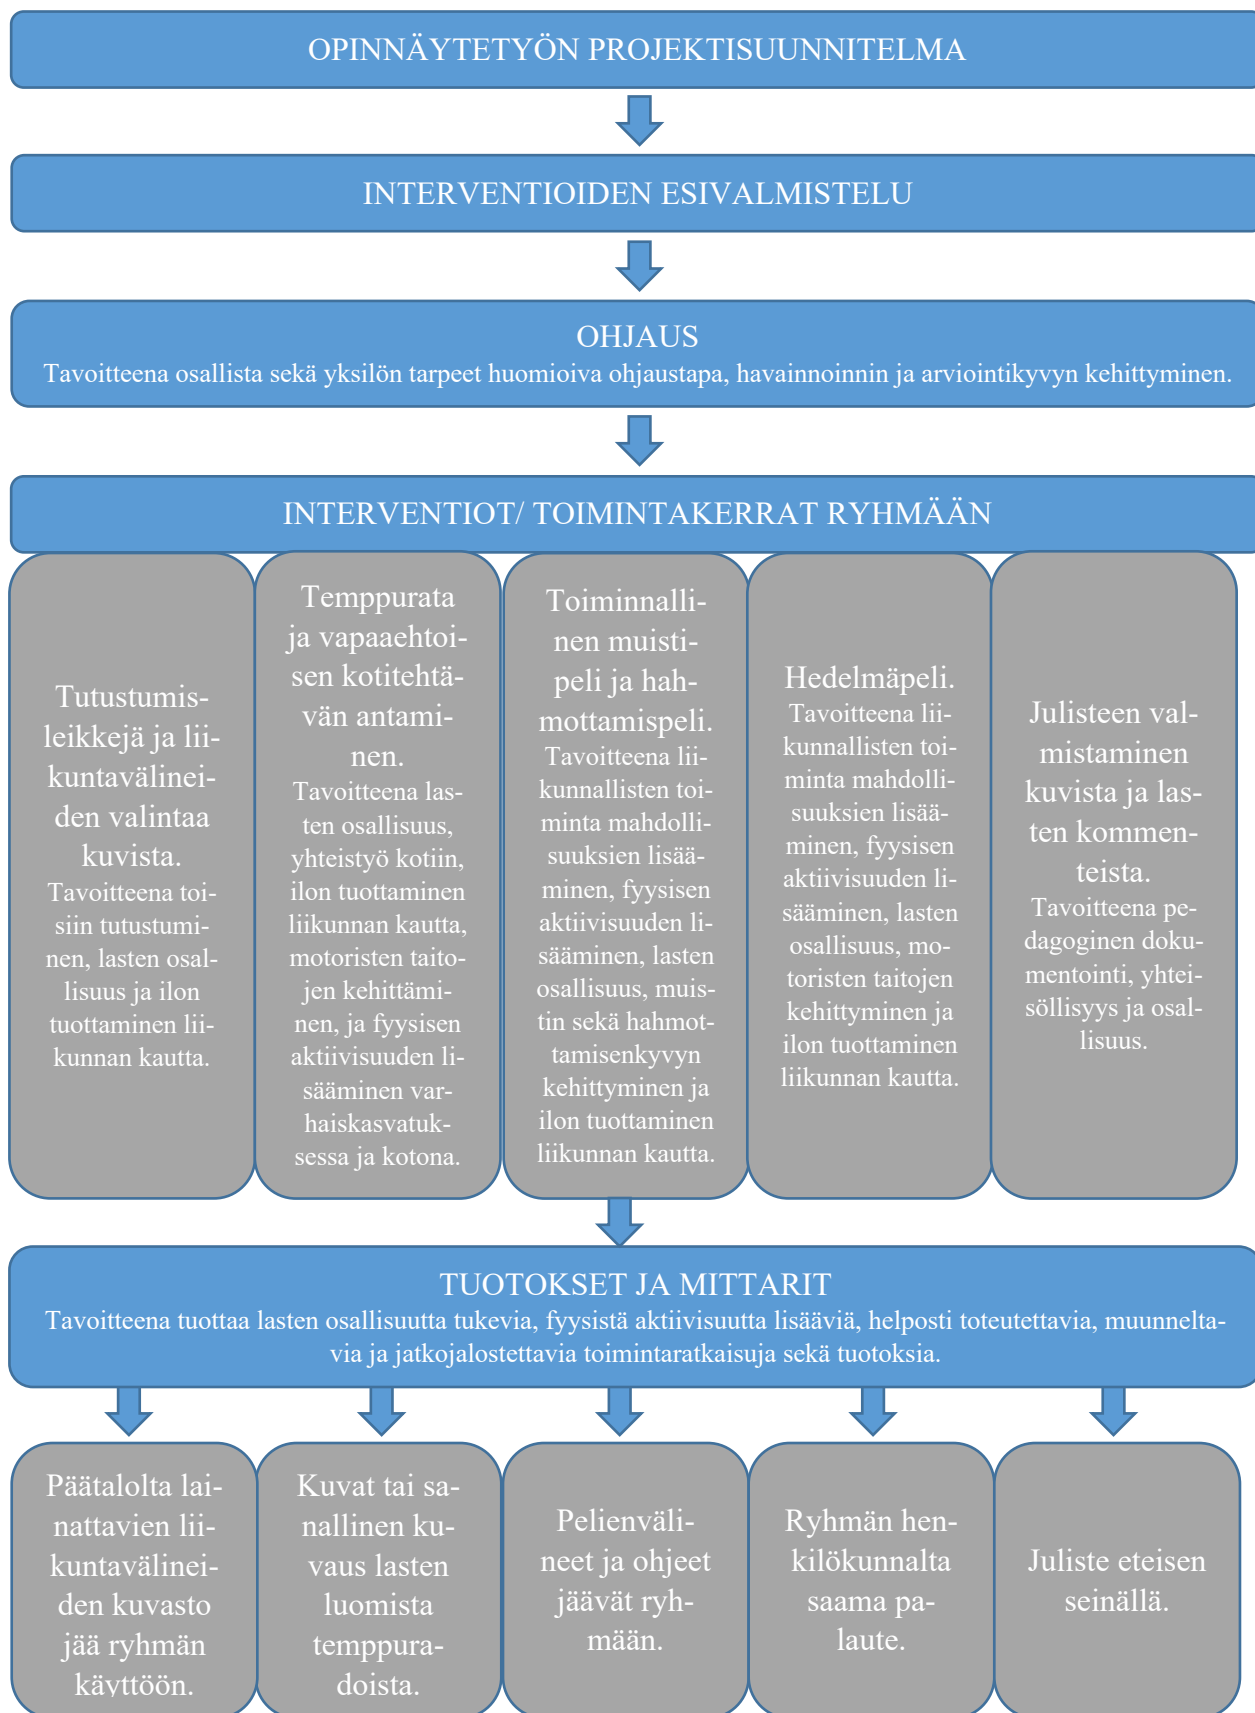 OPINNÄYTETYÖN PROJEKTISUUNNITELMA
INTERVENTIOIDEN ESIVALMISTELU
OHJAUS
Tavoitteena osallista sekä yksilön tarpeet huomioiva ohjaustapa, havainnoinnin ja arviointikyvyn kehittyminen.
INTERVENTIOT/ TOIMINTAKERRAT RYHMÄÄN
Tutustumis-
leikkejä ja lii-
kuntavälinei-
den valintaa
kuvista.
Tavoitteena toi-
siin tutustumi-
nen, lasten osal-
lisuus ja ilon
tuottaminen lii-
kunnan kautta.
Temppurata
ja vapaaehtoi-
sen kotitehtä-
vän antami-
nen.
Tavoitteena las-
ten osallisuus,
yhteistyö kotiin,
ilon tuottaminen
liikunnan kautta,
motoristen taito-
jen kehittämi-
nen, ja fyysisen
aktiivisuuden li-
sääminen var-
haiskasvatuk-
sessa ja kotona.
Toiminnalli-
nen muisti-
peli ja hah-
mottamispeli.
Tavoitteena lii-
kunnallisten toi-
minta mahdolli-
suuksien lisää-
minen, fyysisen
aktiivisuuden li-
sääminen, lasten
osallisuus, muis-
tin sekä hahmot-
tamisenkyvyn
kehittyminen ja
ilon tuottaminen
liikunnan kautta.
Hedelmäpeli.
Tavoitteena lii-
kunnallisten toi-
minta mahdolli-
suuksien lisää-
minen, fyysisen
aktiivisuuden li-
sääminen, lasten
osallisuus, mo-
toristen taitojen
kehittyminen ja
ilon tuottaminen
liikunnan kautta.
Julisteen val-
mistaminen
kuvista ja las-
ten kommen-
teista.
Tavoitteena pe-
dagoginen doku-
mentointi, yhtei-
söllisyys ja osal-
lisuus.
TUOTOKSET JA MITTARIT
Tavoitteena tuottaa lasten osallisuutta tukevia, fyysistä aktiivisuutta lisääviä, helposti toteutettavia, muunnelta-
via ja jatkojalostettavia toimintaratkaisuja sekä tuotoksia.
Päätalolta lai-
nattavien lii-
kuntavälinei-
den kuvasto
jää ryhmän
käyttöön.
Kuvat tai sa-
nallinen ku-
vaus lasten
luomista
temppura-
doista.
Pelienväli-
neet ja ohjeet
jäävät ryh-
mään.
Ryhmän hen-
kilökunnalta
saama pa-
laute.
Juliste eteisen
seinällä.